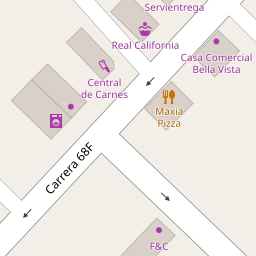 Servientrega
Real California
Casa Comercial
Bella Vista
Central
de Carnes
Maxia
Pizza
Carrera 68F
F&C